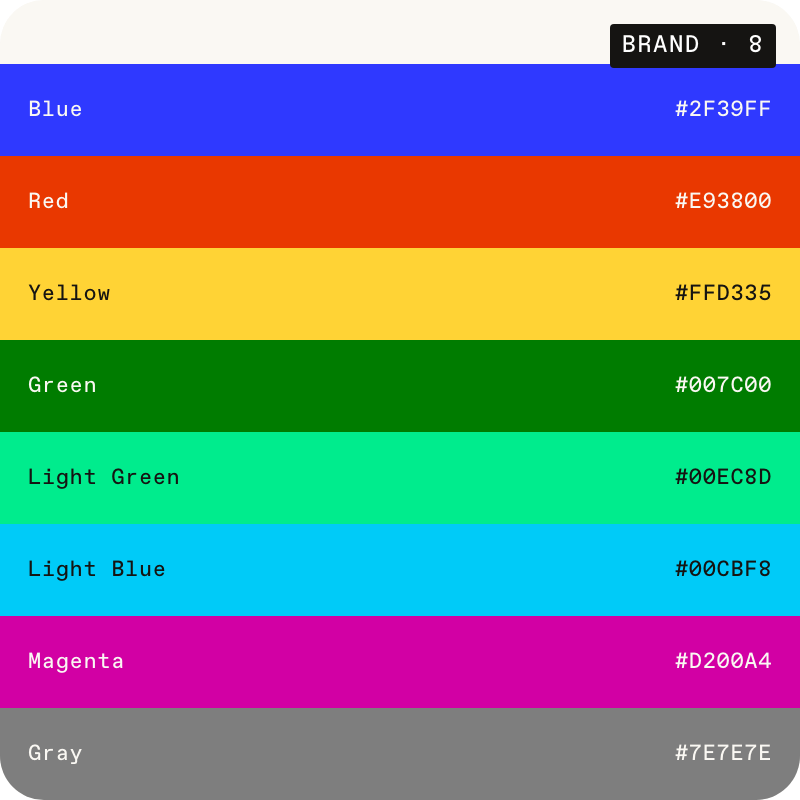 BRAND · 8
Blue #2F39FF
Red #E93800
Yellow #FFD335
Green #007C00
Light Green #00EC8D
Light Blue #00CBF8
Magenta #D200A4
Gray #7E7E7E